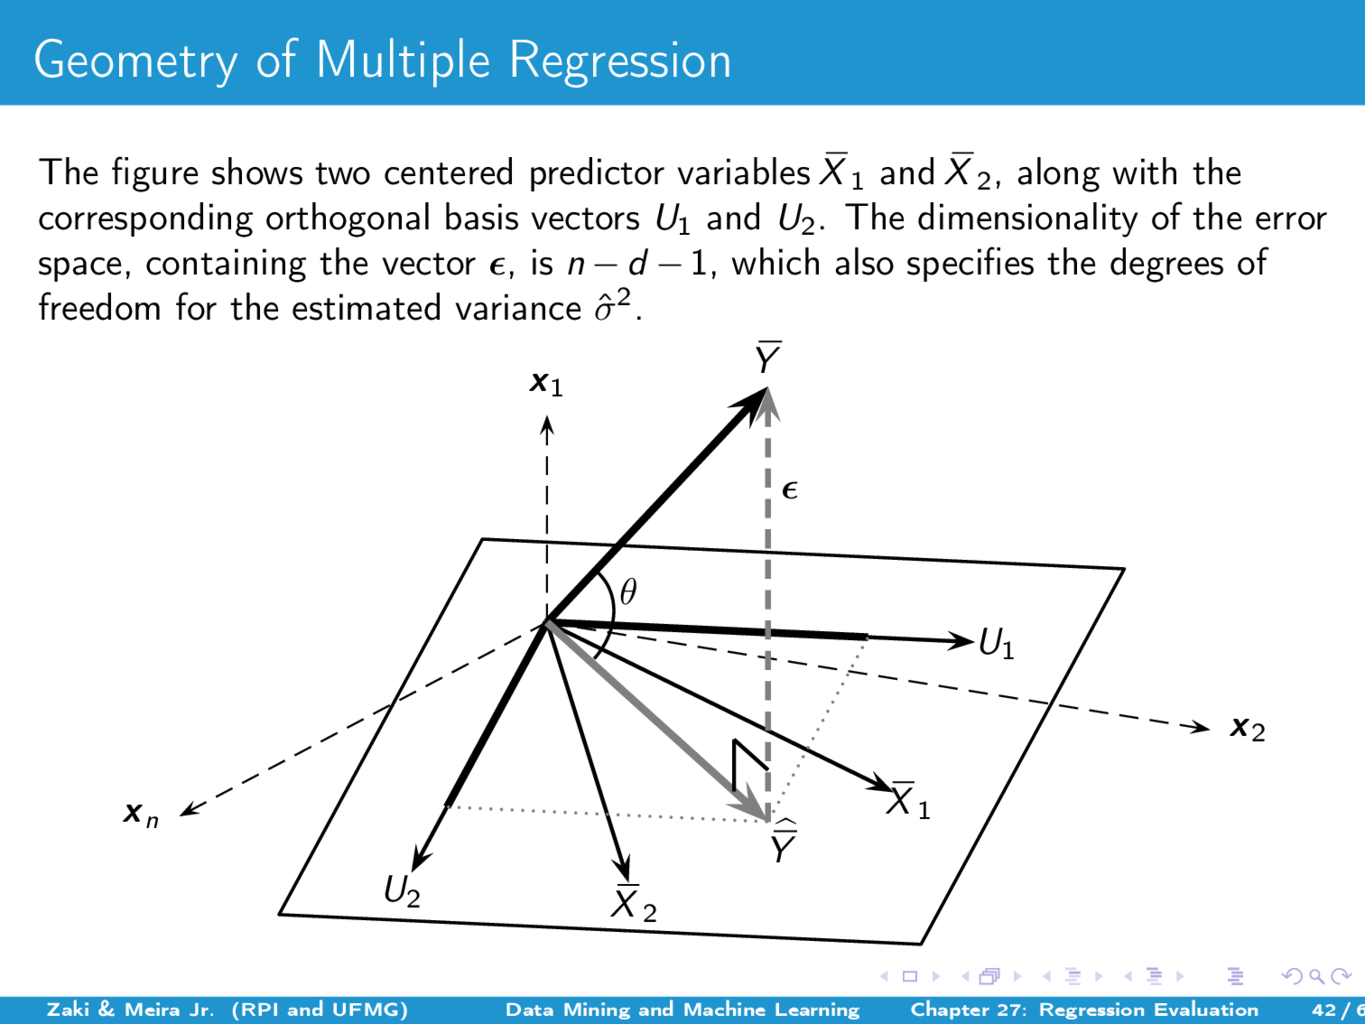 Geometry of Multiple Regression
The figure shows two centered predictor variables X̅₁ and X̅₂, along with the
corresponding orthogonal basis vectors U₁ and U₂. The dimensionality of the error
space, containing the vector ϵ, is n − d − 1, which also specifies the degrees of
freedom for the estimated variance σ̂².
Y̅
x₁
ϵ
θ
U₁
x₂
xₙ
X̅₁
Y̅̂
U₂
X̅₂
Zaki & Meira Jr. (RPI and UFMG) Data Mining and Machine Learning Chapter 27: Regression Evaluation 42 / 6